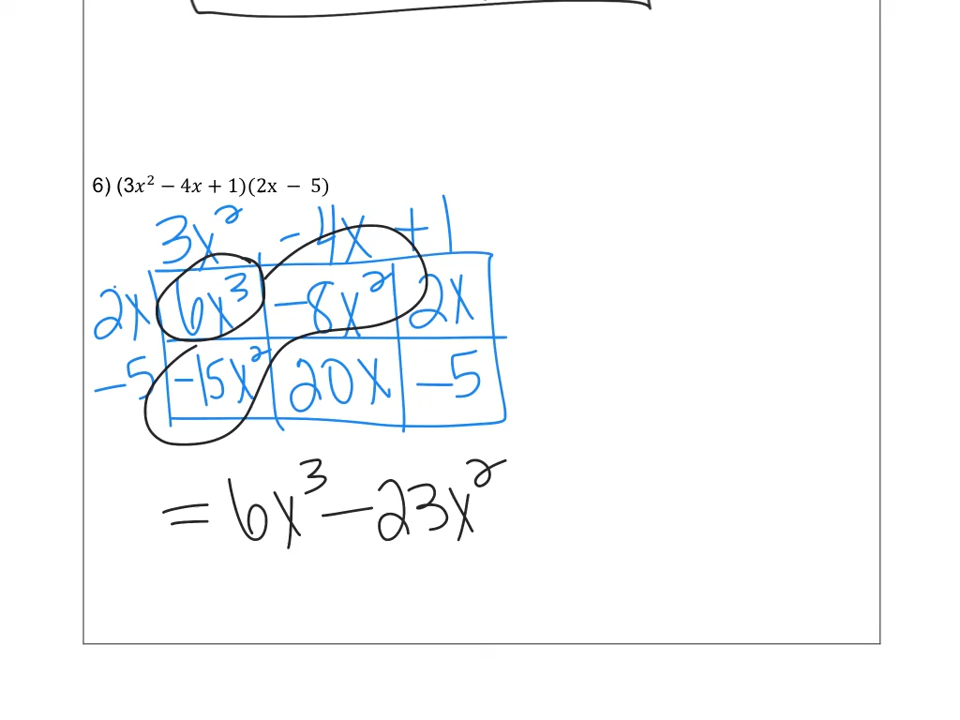 6) (3x² − 4x + 1)(2x − 5)
3x² -4x +1
2x 6x³ -8x² 2x
-5 -15x² 20x -5
= 6x³ - 23x²